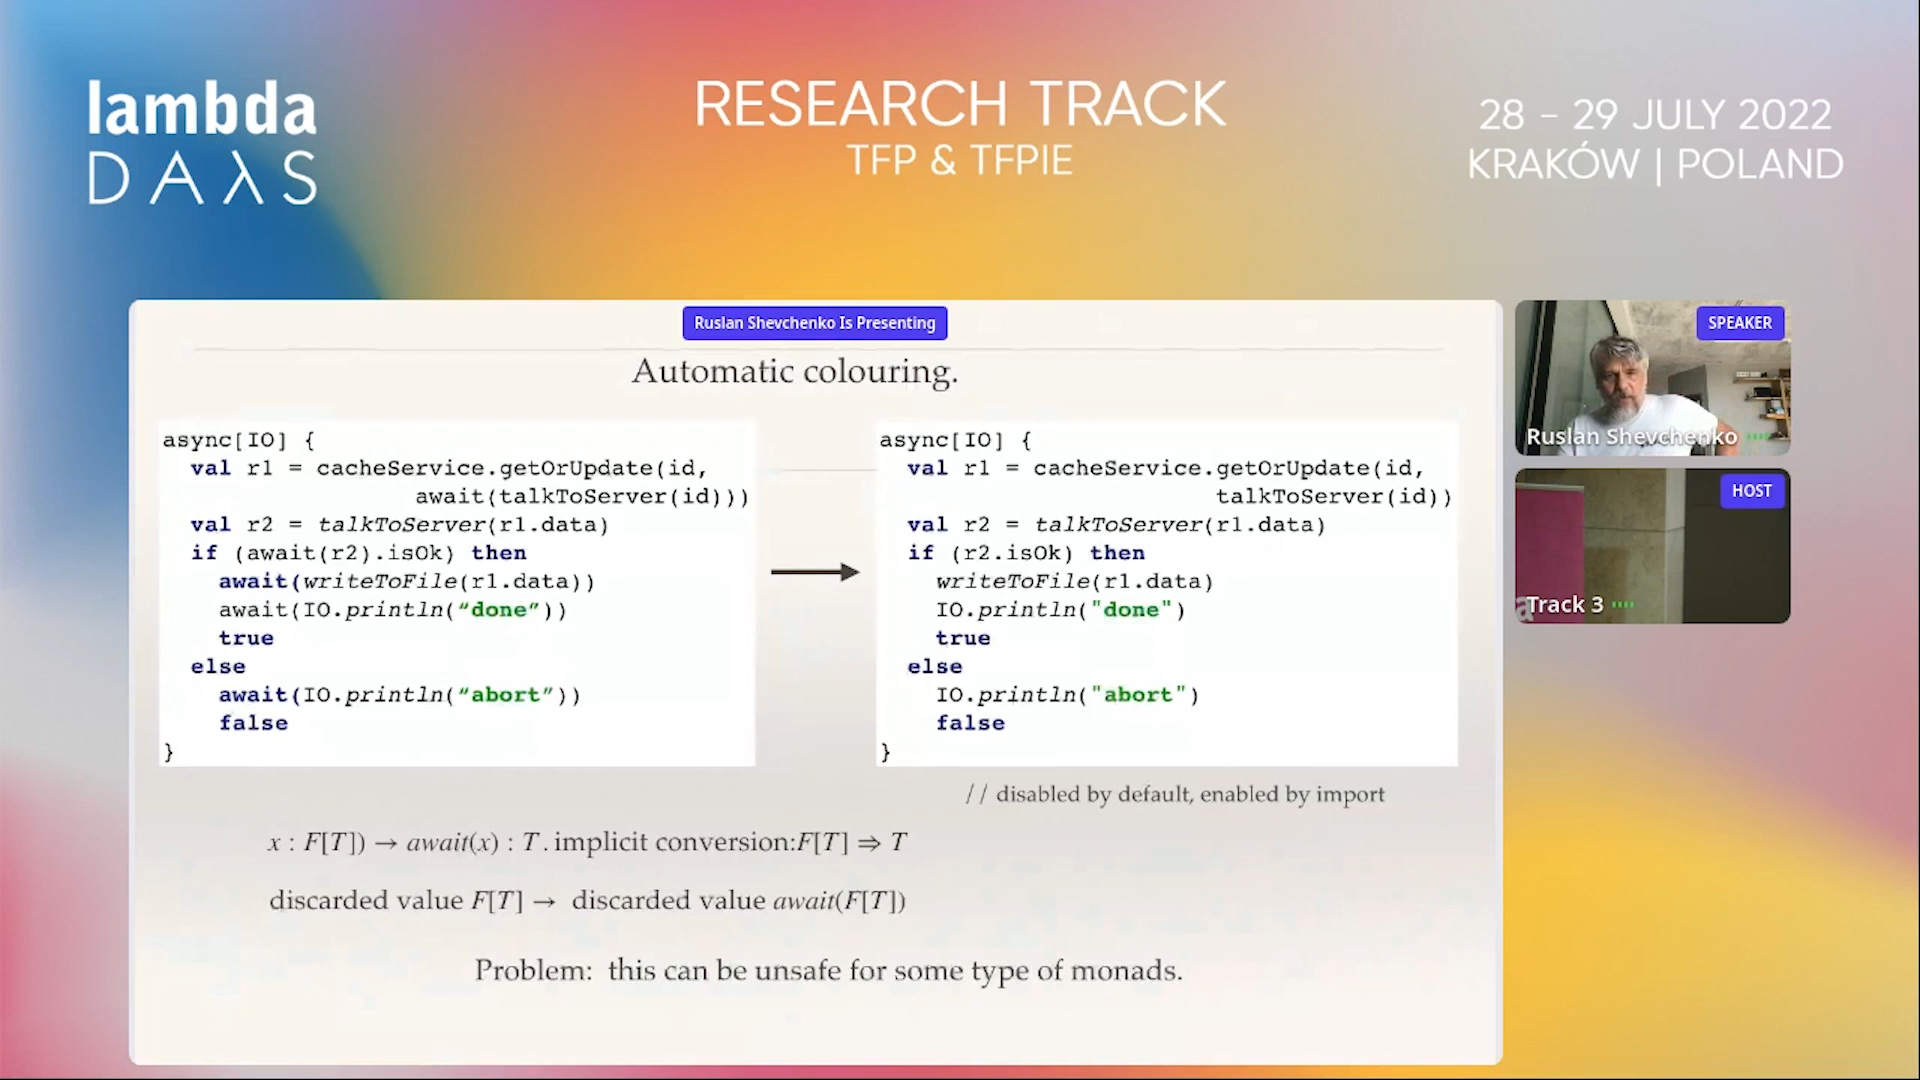 lambda
DAλS
RESEARCH TRACK
TFP & TFPIE
28 – 29 JULY 2022
KRAKÓW | POLAND
Ruslan Shevchenko Is Presenting
Automatic colouring.
async[IO] {
val r1 = cacheService.getOrUpdate(id,
await(talkToServer(id)))
val r2 = talkToServer(r1.data)
if (await(r2).isOk) then
await(writeToFile(r1.data))
await(IO.println(“done”))
true
else
await(IO.println(“abort”))
false
}
async[IO] {
val r1 = cacheService.getOrUpdate(id,
talkToServer(id))
val r2 = talkToServer(r1.data)
if (r2.isOk) then
writeToFile(r1.data)
IO.println("done")
true
else
IO.println("abort")
false
}
// disabled by default, enabled by import
x : F[T]) → await(x) : T . implicit conversion:F[T] ⇒ T
discarded value F[T] → discarded value await(F[T])
Problem: this can be unsafe for some type of monads.
SPEAKER
Ruslan Shevchenko
HOST
Track 3